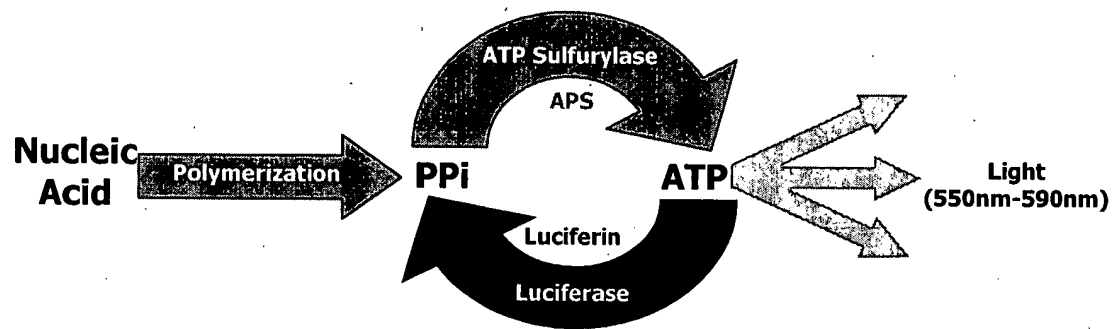 ATP Sulfurylase
APS
Nucleic
Acid
Polymerization
PPi
ATP
Light
(550nm-590nm)
Luciferin
Luciferase